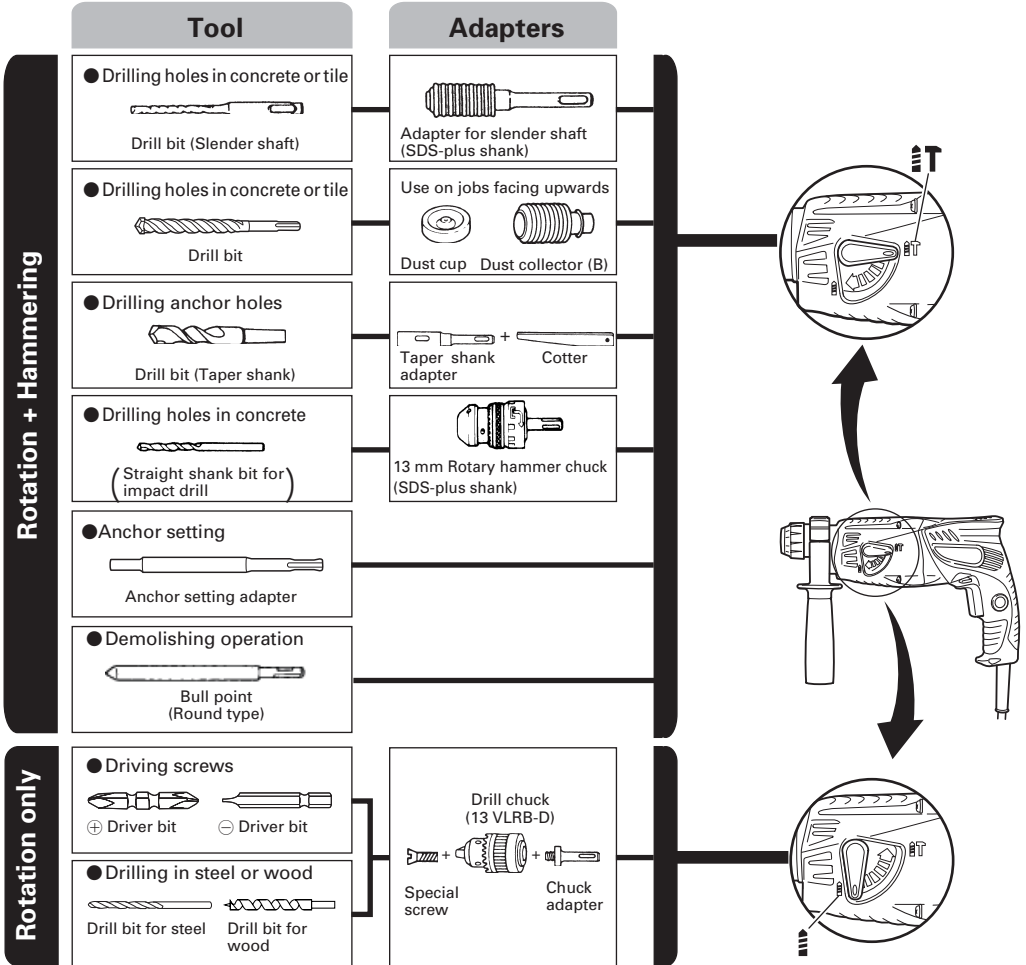 Tool
Adapters
Rotation + Hammering
● Drilling holes in concrete or tile
Drill bit (Slender shaft)
Adapter for slender shaft
(SDS-plus shank)
● Drilling holes in concrete or tile
Drill bit
Use on jobs facing upwards
Dust cup Dust collector (B)
● Drilling anchor holes
Drill bit (Taper shank)
+
Taper shank
adapter
Cotter
● Drilling holes in concrete
(Straight shank bit for
impact drill)
13 mm Rotary hammer chuck
(SDS-plus shank)
●Anchor setting
Anchor setting adapter
● Demolishing operation
Bull point
(Round type)
Rotation only
● Driving screws
⊕ Driver bit ⊖ Driver bit
● Drilling in steel or wood
Drill bit for steel
Drill bit for
wood
Drill chuck
(13 VLRB-D)
+ +
Special
screw
Chuck
adapter